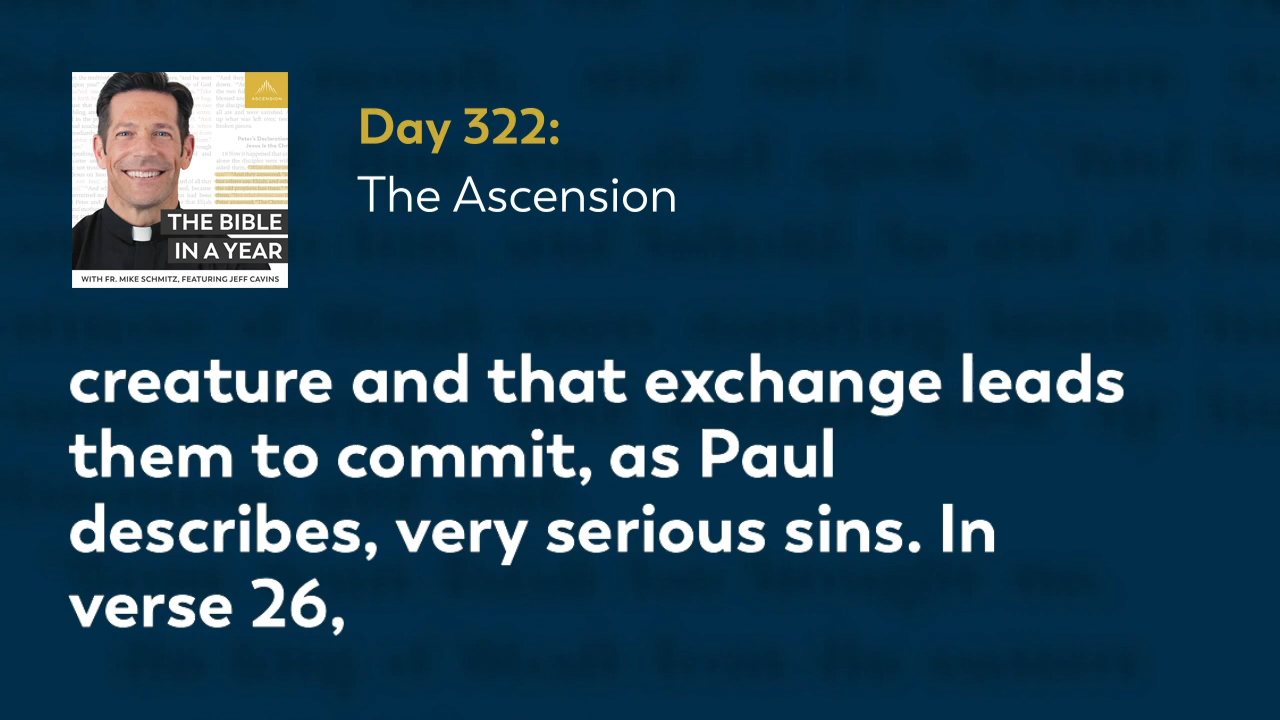 ASCENSION
THE BIBLE
IN A YEAR
WITH FR. MIKE SCHMITZ, FEATURING JEFF CAVINS
Day 322:
The Ascension
creature and that exchange leads
them to commit, as Paul
describes, very serious sins. In
verse 26,